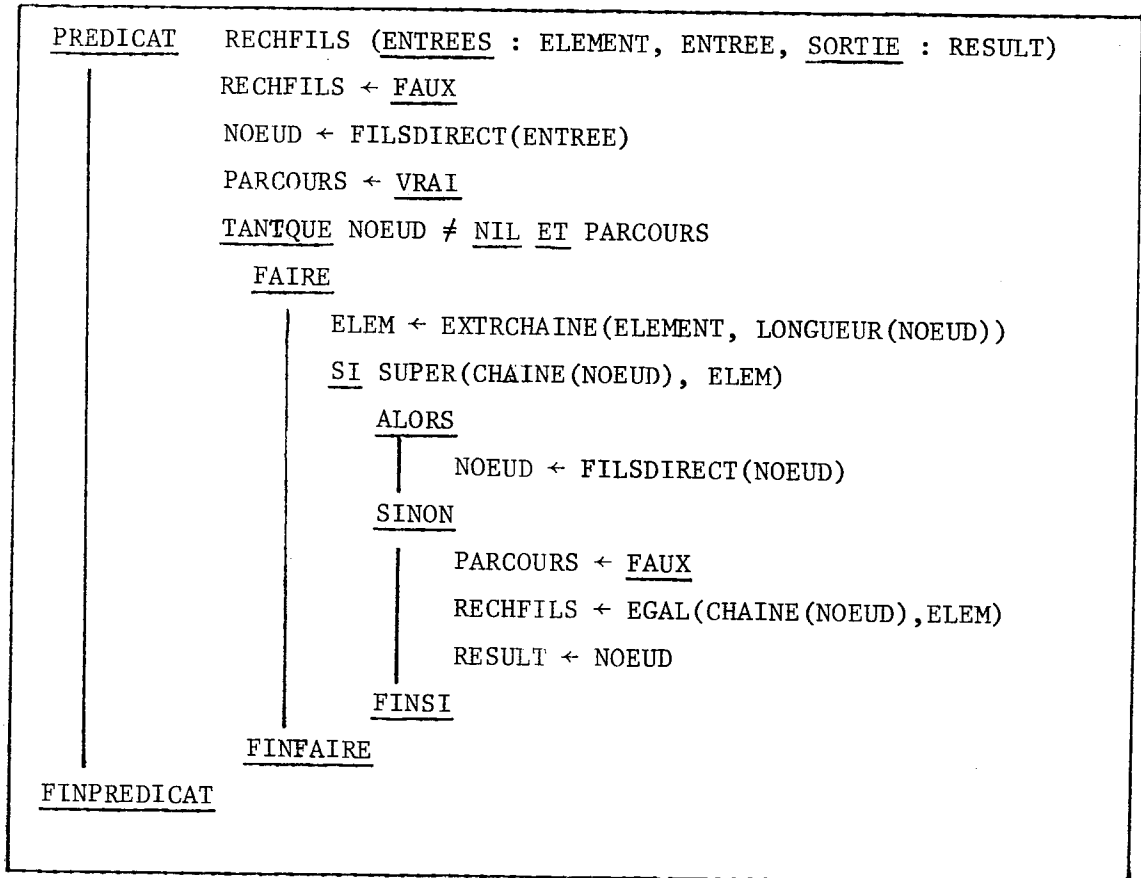 PREDICAT RECHFILS (ENTREES : ELEMENT, ENTREE, SORTIE : RESULT)
RECHFILS ← FAUX
NOEUD ← FILSDIRECT(ENTREE)
PARCOURS ← VRAI
TANTQUE NOEUD ≠ NIL ET PARCOURS
FAIRE
ELEM ← EXTRCHAINE(ELEMENT, LONGUEUR(NOEUD))
SI SUPER(CHAINE(NOEUD), ELEM)
ALORS
NOEUD ← FILSDIRECT(NOEUD)
SINON
PARCOURS ← FAUX
RECHFILS ← EGAL(CHAINE(NOEUD),ELEM)
RESULT ← NOEUD
FINSI
FINFAIRE
FINPREDICAT